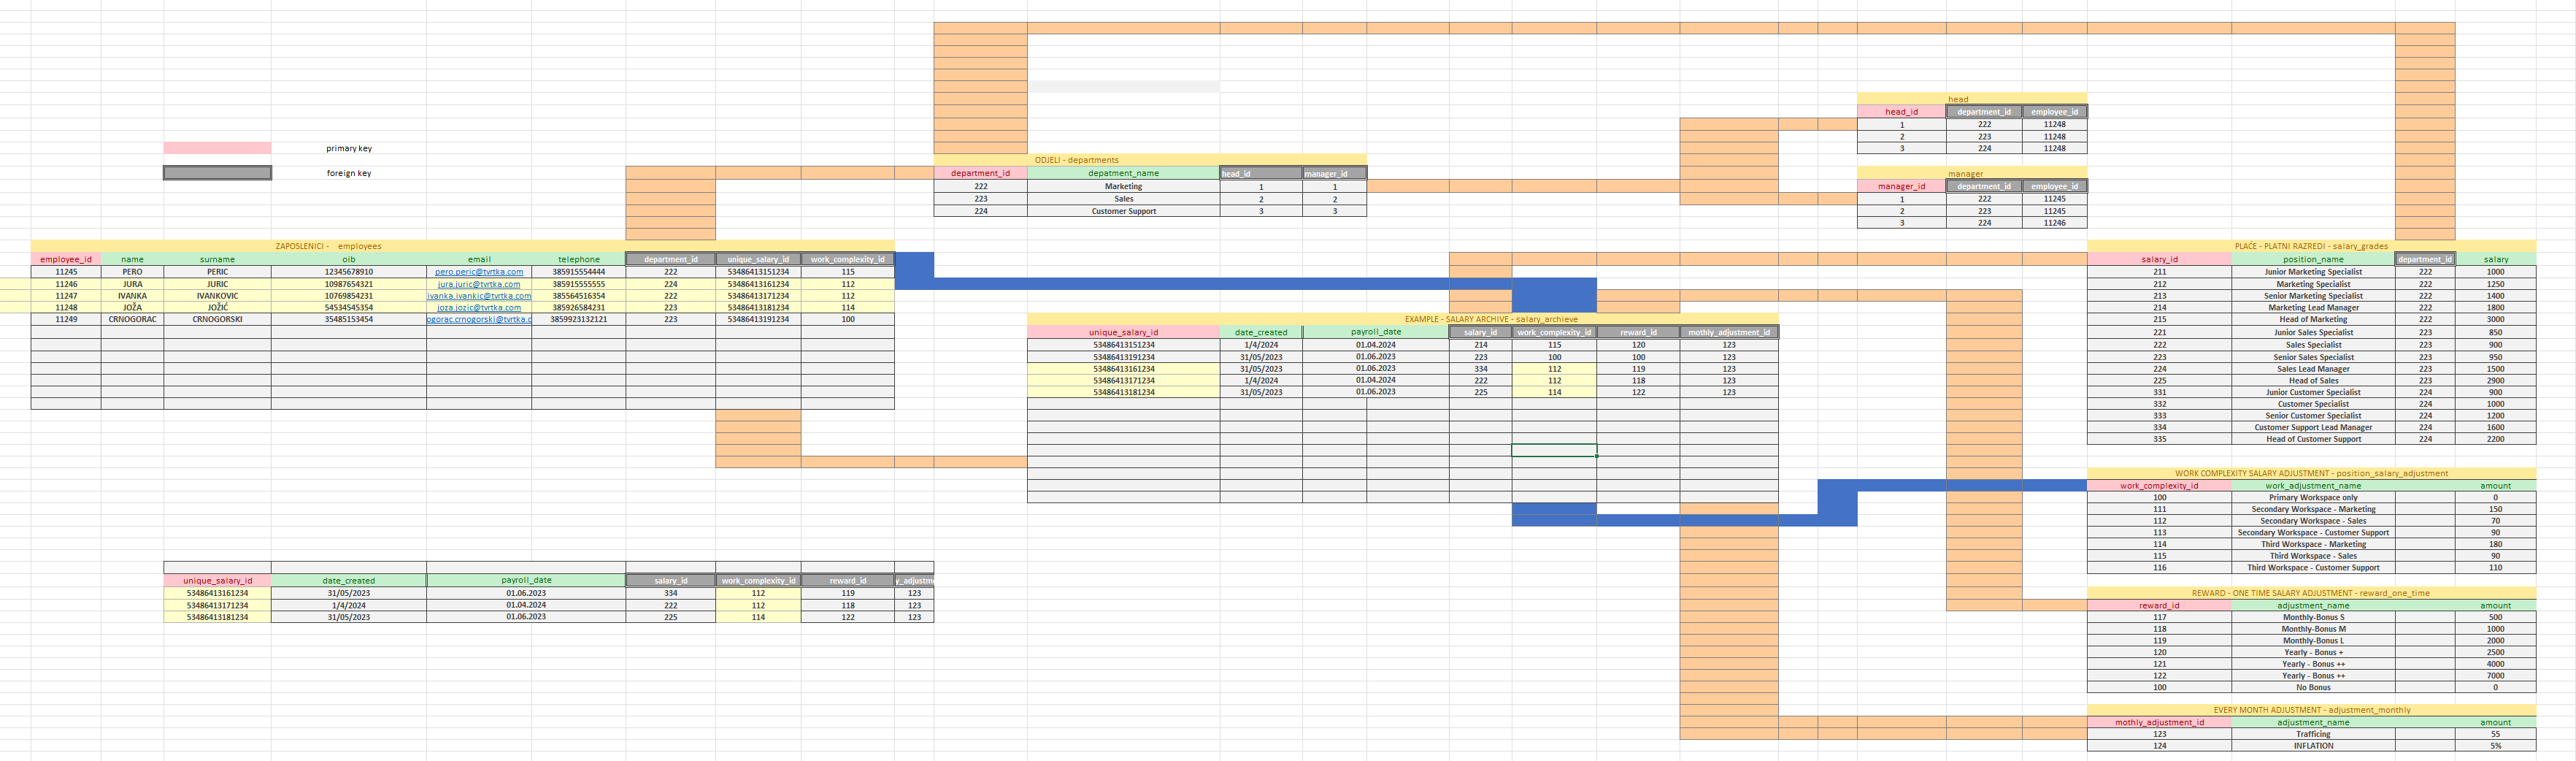 head
head_id department_id employee_id
1 222 11248
2 223 11248
3 224 11248
primary key
foreign key
ODJELI - departments
department_id depatment_name head_id manager_id
222 Marketing 1 1
223 Sales 2 2
224 Customer Support 3 3
manager
manager_id department_id employee_id
1 222 11245
2 223 11245
3 224 11246
ZAPOSLENICI - employees
employee_id name surname oib email telephone department_id unique_salary_id work_complexity_id
11245 PERO PERIC 12345678910 pero.peric@tvrtka.com 385915554444 222 53486413151234 115
11246 JURA JURIC 10987654321 jura.juric@tvrtka.com 385915555555 224 53486413161234 112
11247 IVANKA IVANKOVIC 10769854231 ivanka.ivankic@tvrtka.com 385564516354 222 53486413171234 112
11248 JOŽA JOŽIĆ 54534545354 joza.jozic@tvrtka.com 385926584231 223 53486413181234 114
11249 CRNOGORAC CRNOGORSKI 35485153454 ogorac.crnogorski@tvrtka.c 3859923132121 223 53486413191234 100
EXAMPLE - SALARY ARCHIVE - salary_archieve
unique_salary_id date_created payroll_date salary_id work_complexity_id reward_id mothly_adjustment_id
53486413151234 1/4/2024 01.04.2024 214 115 120 123
53486413191234 31/05/2023 01.06.2023 223 100 100 123
53486413161234 31/05/2023 01.06.2023 334 112 119 123
53486413171234 1/4/2024 01.04.2024 222 112 118 123
53486413181234 31/05/2023 01.06.2023 225 114 122 123
PLAĆE - PLATNI RAZREDI - salary_grades
salary_id position_name department_id salary
211 Junior Marketing Specialist 222 1000
212 Marketing Specialist 222 1250
213 Senior Marketing Specialist 222 1400
214 Marketing Lead Manager 222 1800
215 Head of Marketing 222 3000
221 Junior Sales Specialist 223 850
222 Sales Specialist 223 900
223 Senior Sales Specialist 223 950
224 Sales Lead Manager 223 1500
225 Head of Sales 223 2900
331 Junior Customer Specialist 224 900
332 Customer Specialist 224 1000
333 Senior Customer Specialist 224 1200
334 Customer Support Lead Manager 224 1600
335 Head of Customer Support 224 2200
WORK COMPLEXITY SALARY ADJUSTMENT - position_salary_adjustment
work_complexity_id work_adjustment_name amount
100 Primary Workspace only 0
111 Secondary Workspace - Marketing 150
112 Secondary Workspace - Sales 70
113 Secondary Workspace - Customer Support 90
114 Third Workspace - Marketing 180
115 Third Workspace - Sales 90
116 Third Workspace - Customer Support 110
unique_salary_id date_created payroll_date salary_id work_complexity_id reward_id y_adjustm
53486413161234 31/05/2023 01.06.2023 334 112 119 123
53486413171234 1/4/2024 01.04.2024 222 112 118 123
53486413181234 31/05/2023 01.06.2023 225 114 122 123
REWARD - ONE TIME SALARY ADJUSTMENT - reward_one_time
reward_id adjustment_name amount
117 Monthly-Bonus S 500
118 Monthly-Bonus M 1000
119 Monthly-Bonus L 2000
120 Yearly - Bonus + 2500
121 Yearly - Bonus ++ 4000
122 Yearly - Bonus ++ 7000
100 No Bonus 0
EVERY MONTH ADJUSTMENT - adjustment_monthly
mothly_adjustment_id adjustment_name amount
123 Trafficing 55
124 INFLATION 5%